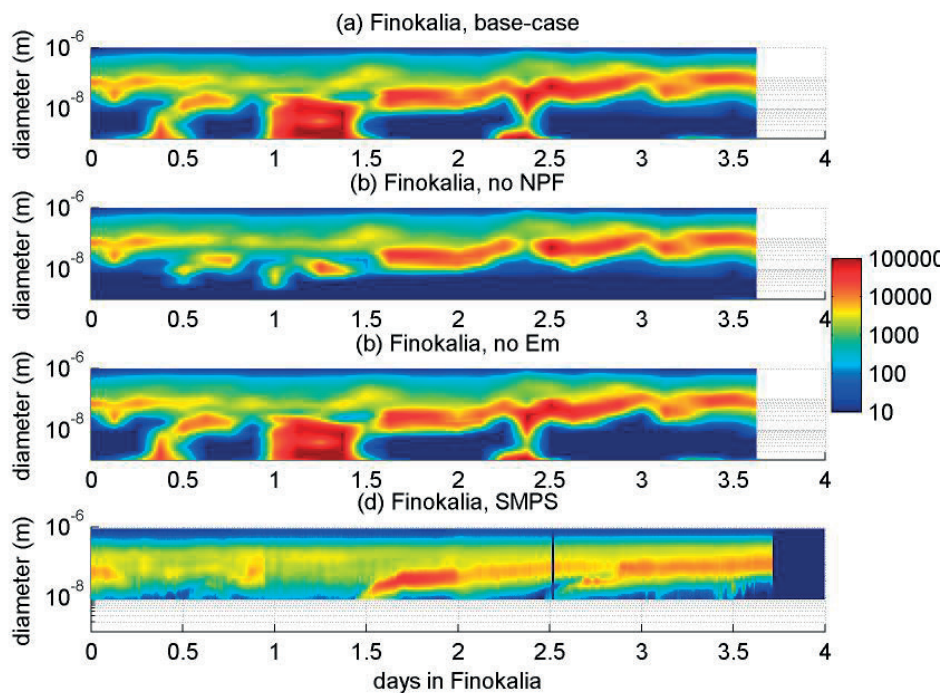 (a) Finokalia, base-case
diameter (m)
10^-6
10^-8
0 0.5 1 1.5 2 2.5 3 3.5 4
(b) Finokalia, no NPF
diameter (m)
10^-6
10^-8
0 0.5 1 1.5 2 2.5 3 3.5 4
(b) Finokalia, no Em
diameter (m)
10^-6
10^-8
0 0.5 1 1.5 2 2.5 3 3.5 4
100000
10000
1000
100
10
(d) Finokalia, SMPS
diameter (m)
10^-6
10^-8
0 0.5 1 1.5 2 2.5 3 3.5 4
days in Finokalia